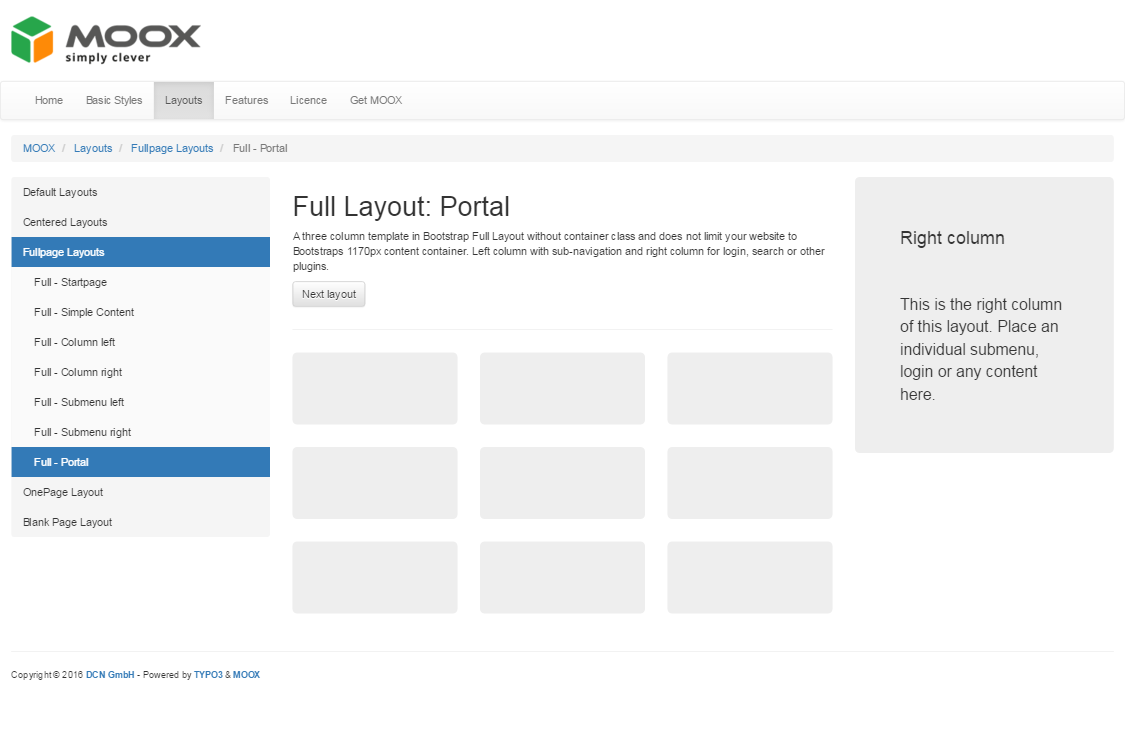 MOOX
simply clever
Home Basic Styles Layouts Features Licence Get MOOX
MOOX / Layouts / Fullpage Layouts / Full - Portal
Default Layouts
Centered Layouts
Fullpage Layouts
Full - Startpage
Full - Simple Content
Full - Column left
Full - Column right
Full - Submenu left
Full - Submenu right
Full - Portal
OnePage Layout
Blank Page Layout
Full Layout: Portal
A three column template in Bootstrap Full Layout without container class and does not limit your website to
Bootstraps 1170px content container. Left column with sub-navigation and right column for login, search or other
plugins.
Next layout
Right column
This is the right column
of this layout. Place an
individual submenu,
login or any content
here.
Copyright © 2016 DCN GmbH - Powered by TYPO3 & MOOX